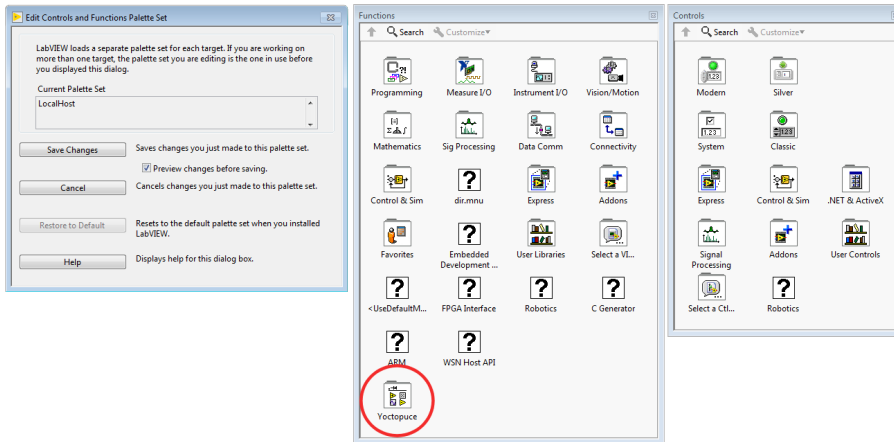 Edit Controls and Functions Palette Set
LabVIEW loads a separate palette set for each target. If you are working on
more than one target, the palette set you are editing is the one in use before
you displayed this dialog.
Current Palette Set
LocalHost
Save Changes
Saves changes you just made to this palette set.
Preview changes before saving.
Cancel
Cancels changes you just made to this palette set.
Restore to Default
Resets to the default palette set when you installed
LabVIEW.
Help
Displays help for this dialog box.
Functions
Search
Customize
Programming
Measure I/O
Instrument I/O
Vision/Motion
Mathematics
Sig Processing
Data Comm
Connectivity
Control & Sim
dir.mnu
Express
Addons
Favorites
Embedded
Development ...
User Libraries
Select a VI...
<UseDefaultM...
FPGA Interface
Robotics
C Generator
ARM
WSN Host API
Yoctopuce
Controls
Search
Customize
Modern
Silver
System
Classic
Express
Control & Sim
.NET & ActiveX
Signal
Processing
Addons
User Controls
Select a Ctl...
Robotics